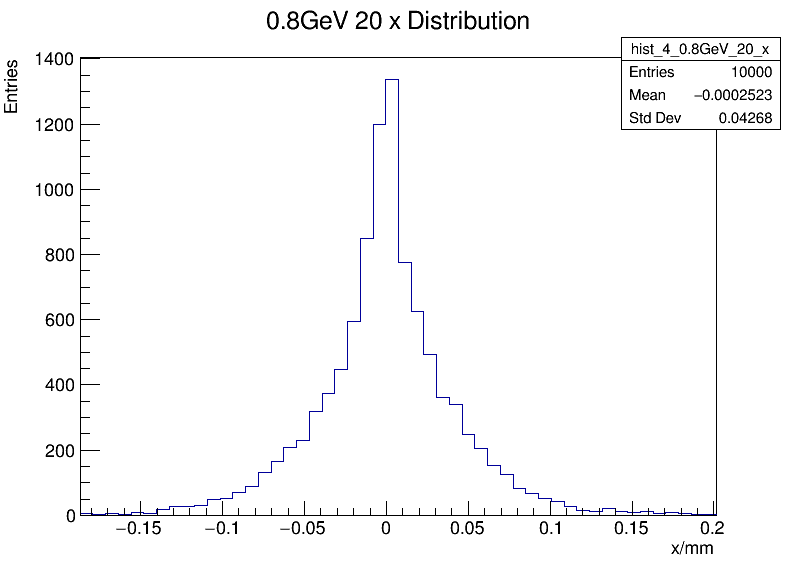 0.8GeV 20 x Distribution
hist_4_0.8GeV_20_x
Entries 10000
Mean −0.0002523
Std Dev 0.04268
Entries
1400
1200
1000
800
600
400
200
0
−0.15 −0.1 −0.05 0 0.05 0.1 0.15 0.2
x/mm